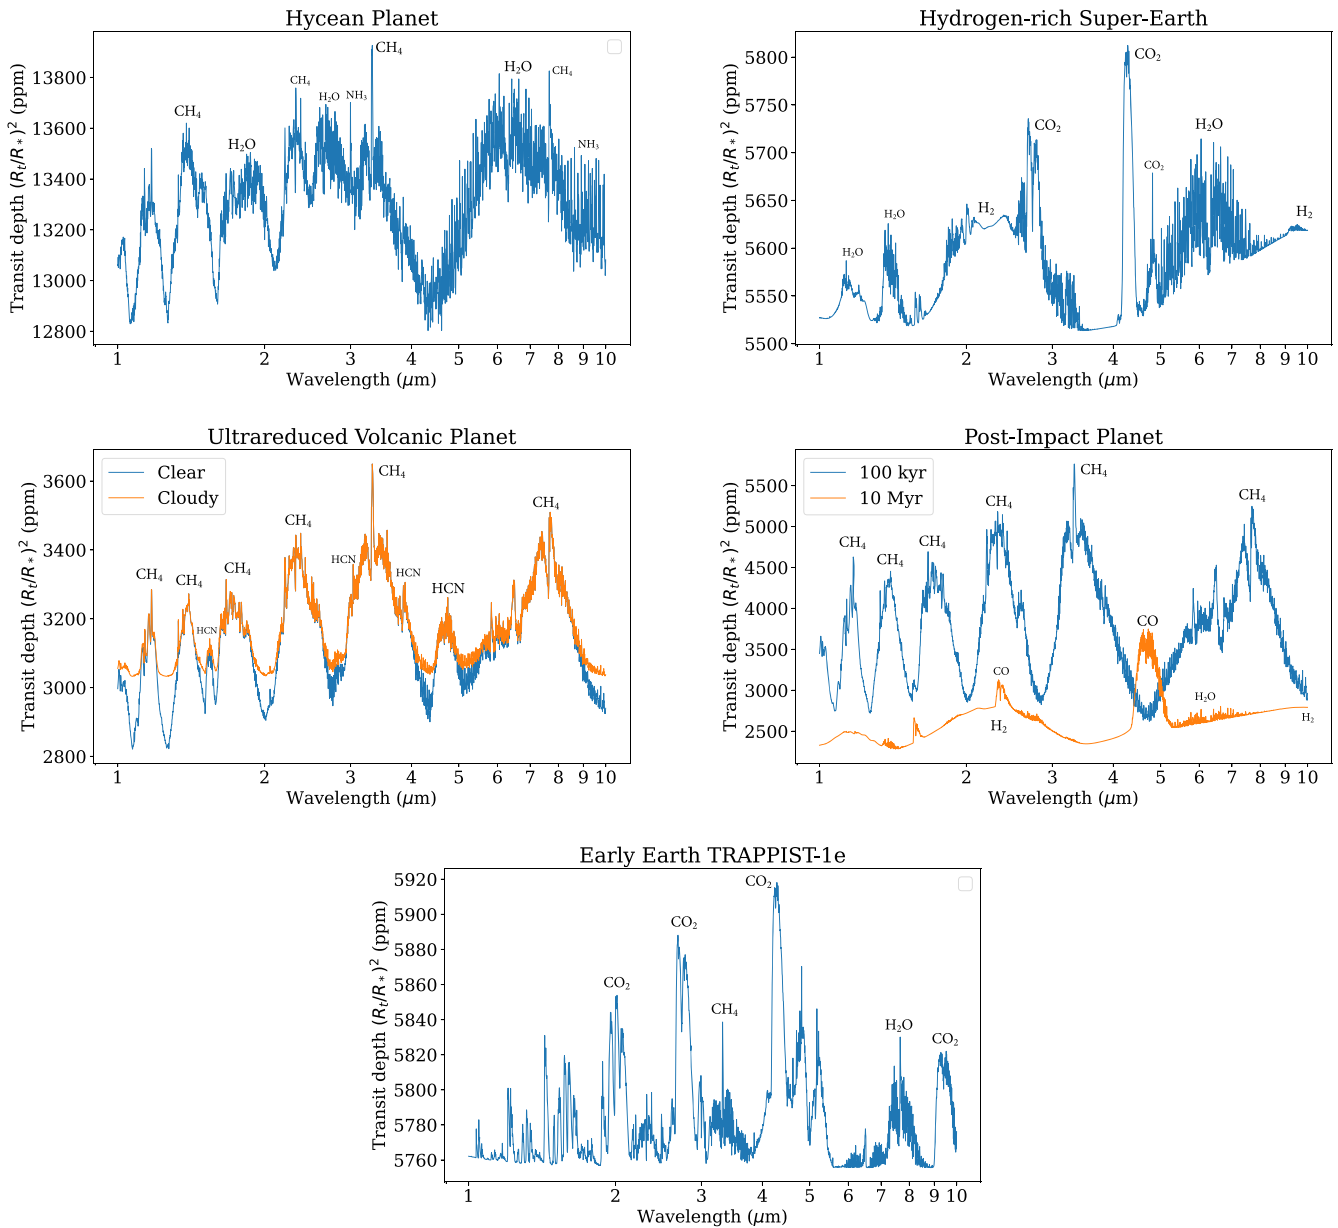 Hycean Planet
Transit depth (Rₜ/R*)² (ppm)
13800
13600
13400
13200
13000
12800
CH₄
H₂O
CH₄
H₂O
NH₃
CH₄
H₂O
CH₄
NH₃
1 2 3 4 5 6 7 8 9 10
Wavelength (μm)
Hydrogen-rich Super-Earth
Transit depth (Rₜ/R*)² (ppm)
5800
5750
5700
5650
5600
5550
5500
H₂O
H₂O
H₂
CO₂
CO₂
CO₂
H₂O
H₂
1 2 3 4 5 6 7 8 9 10
Wavelength (μm)
Ultrareduced Volcanic Planet
Clear
Cloudy
Transit depth (Rₜ/R*)² (ppm)
3600
3400
3200
3000
2800
CH₄
CH₄
HCN
CH₄
CH₄
HCN
CH₄
HCN
HCN
CH₄
1 2 3 4 5 6 7 8 9 10
Wavelength (μm)
Post-Impact Planet
100 kyr
10 Myr
Transit depth (Rₜ/R*)² (ppm)
5500
5000
4500
4000
3500
3000
2500
CH₄
CH₄
CH₄
CH₄
CH₄
CH₄
CO
H₂
CO
H₂O
H₂
1 2 3 4 5 6 7 8 9 10
Wavelength (μm)
Early Earth TRAPPIST-1e
Transit depth (Rₜ/R*)² (ppm)
5920
5900
5880
5860
5840
5820
5800
5780
5760
CO₂
CO₂
CH₄
CO₂
H₂O
CO₂
1 2 3 4 5 6 7 8 9 10
Wavelength (μm)